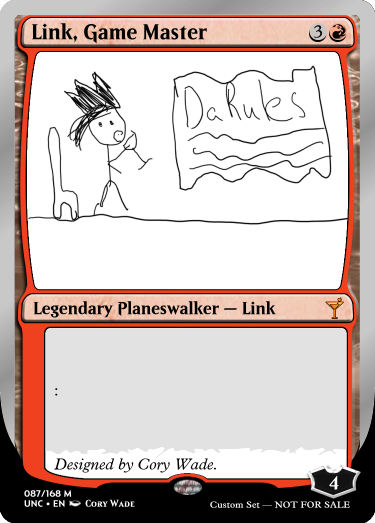 Link, Game Master 3
DaRules
Legendary Planeswalker — Link
:
Designed by Cory Wade.
4
087/168 M
UNC • EN Cory Wade
Custom Set — NOT FOR SALE